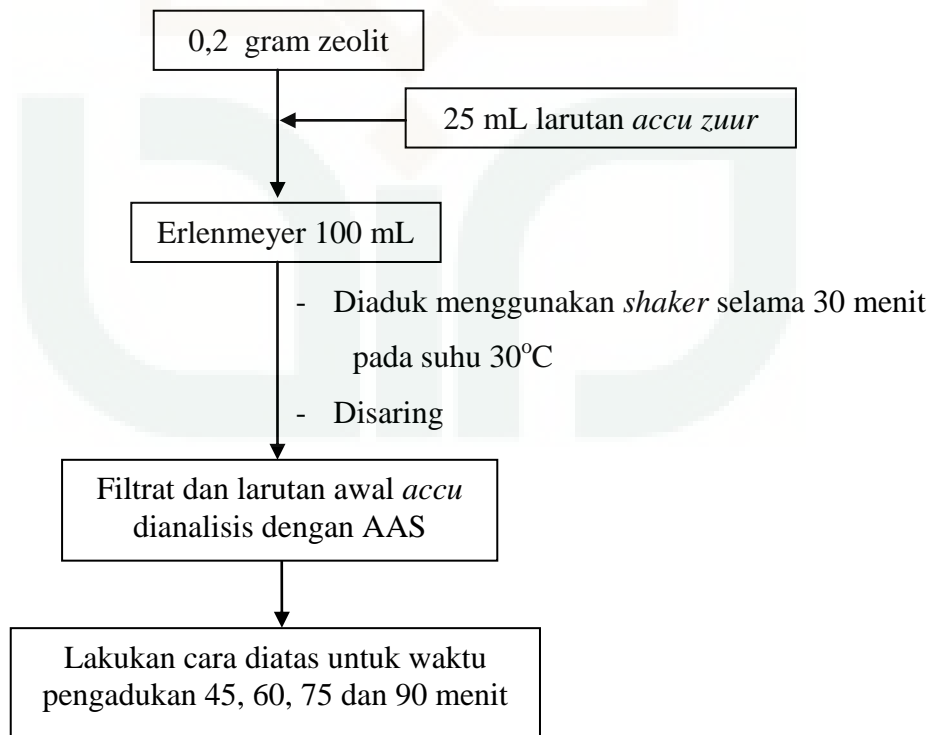 0,2 gram zeolit
25 mL larutan accu zuur
Erlenmeyer 100 mL
- Diaduk menggunakan shaker selama 30 menit
pada suhu 30°C
- Disaring
Filtrat dan larutan awal accu
dianalisis dengan AAS
Lakukan cara diatas untuk waktu
pengadukan 45, 60, 75 dan 90 menit